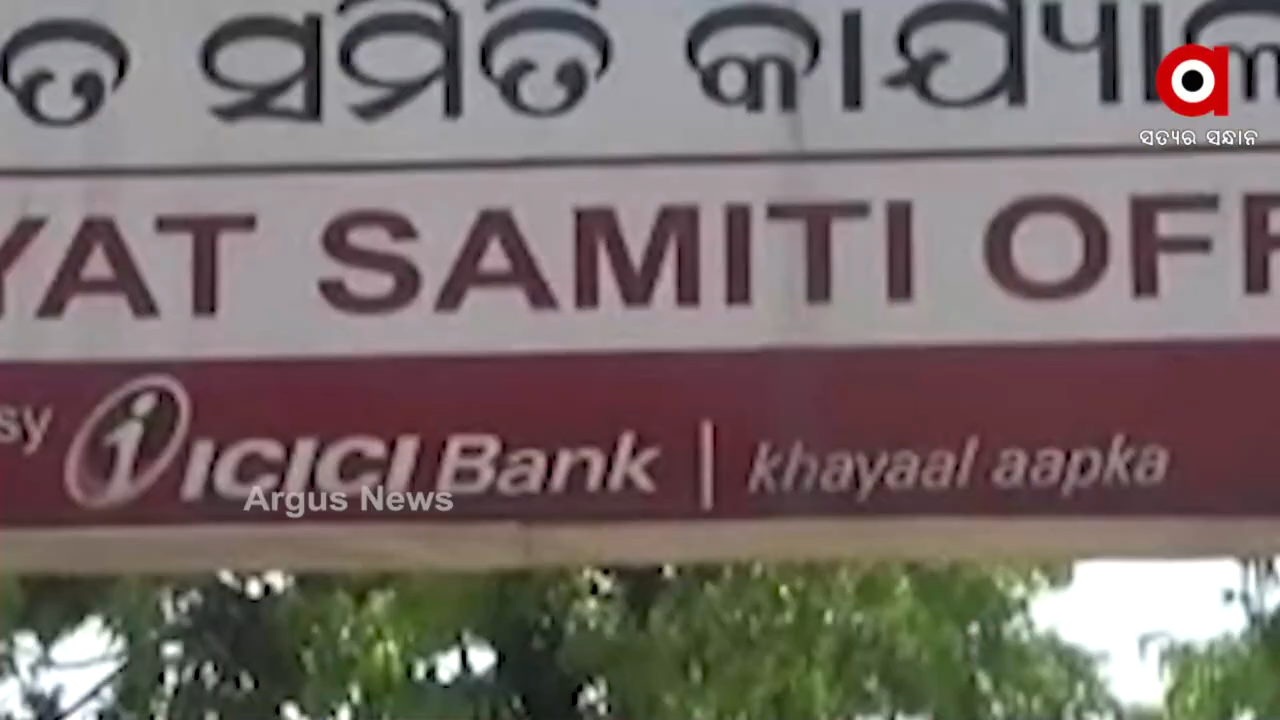 ତ ସମିତି କାର୍ଯ୍ୟାଳ
ସତ୍ୟର ସନ୍ଧାନ
YAT SAMITI OFF
sy ICICI Bank | khayaal aapka
Argus News